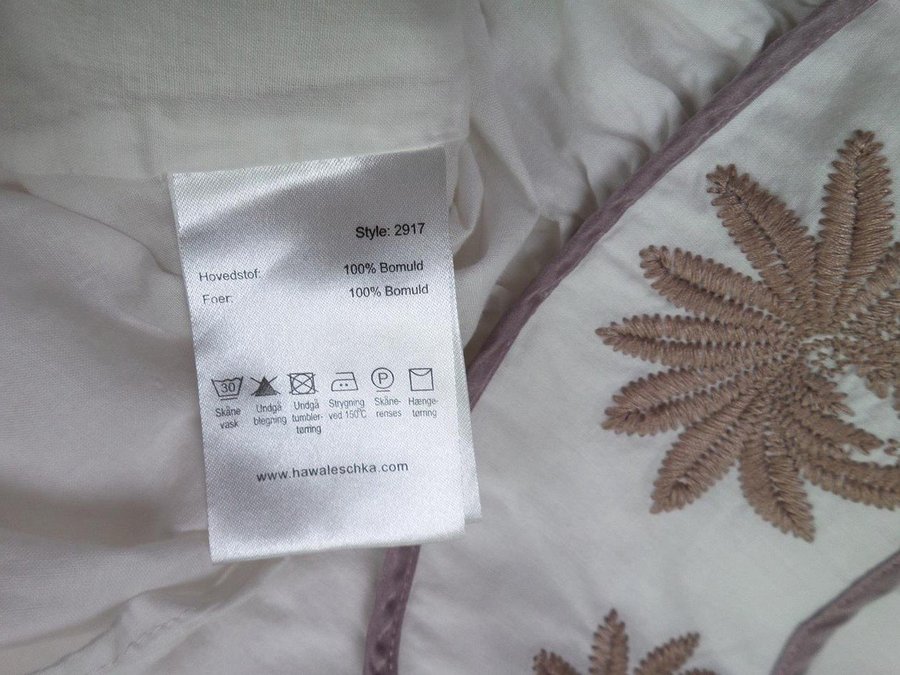 Style: 2917
Hovedstof: 100% Bomuld
Foer: 100% Bomuld
30 P
Skåne vask
Undgå blegning
Undgå tumbler- tørring
Strygning ved 150°C
Skåne- renses
Hænge- tørring
www.hawaleschka.com